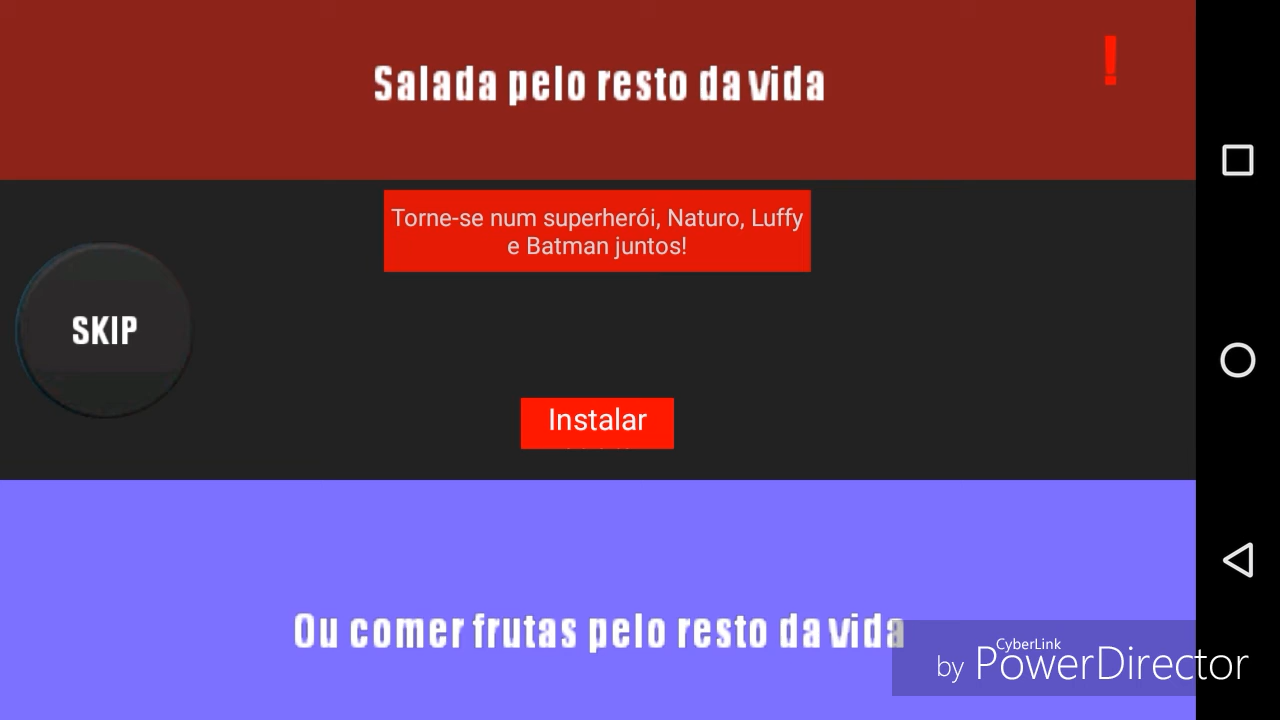 Salada pelo resto da vida
!
Torne-se num superherói, Naturo, Luffy
e Batman juntos!
SKIP
Instalar
Ou comer frutas pelo resto da vida
CyberLink
by PowerDirector